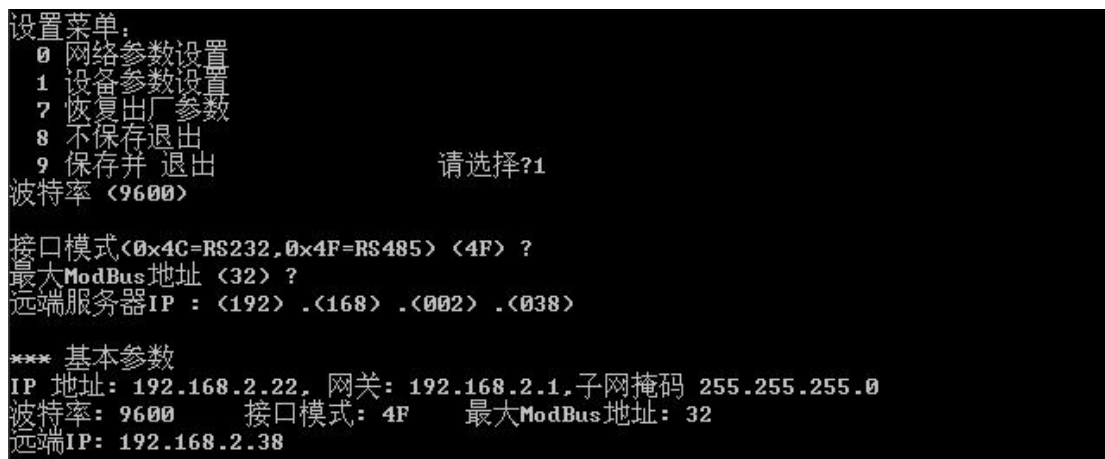 设置菜单:
0 网络参数设置
1 设备参数设置
7 恢复出厂参数
8 不保存退出
9 保存并 退出 请选择?1
波特率 (9600)
接口模式(0x4C=RS232,0x4F=RS485) (4F) ?
最大ModBus地址 (32) ?
远端服务器IP : (192) .(168) .(002) .(038)
*** 基本参数
IP 地址: 192.168.2.22, 网关: 192.168.2.1,子网掩码 255.255.255.0
波特率: 9600 接口模式: 4F 最大ModBus地址: 32
远端IP: 192.168.2.38